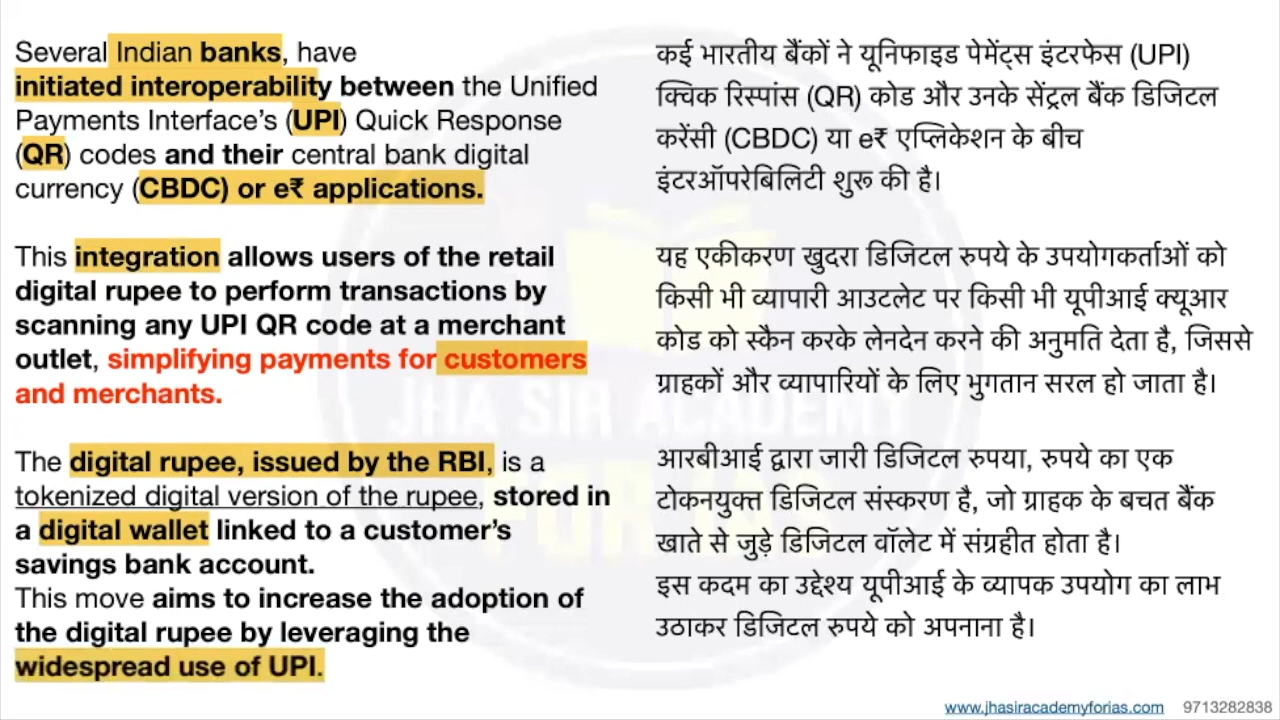 Several Indian banks, have
initiated interoperability between the Unified
Payments Interface's (UPI) Quick Response
(QR) codes and their central bank digital
currency (CBDC) or e₹ applications.
This integration allows users of the retail
digital rupee to perform transactions by
scanning any UPI QR code at a merchant
outlet, simplifying payments for customers
and merchants.
The digital rupee, issued by the RBI, is a
tokenized digital version of the rupee, stored in
a digital wallet linked to a customer's
savings bank account.
This move aims to increase the adoption of
the digital rupee by leveraging the
widespread use of UPI.
कई भारतीय बैंकों ने यूनिफाइड पेमेंट्स इंटरफेस (UPI)
क्विक रिस्पांस (QR) कोड और उनके सेंट्रल बैंक डिजिटल
करेंसी (CBDC) या e₹ एप्लिकेशन के बीच
इंटरऑपरेबिलिटी शुरू की है।
यह एकीकरण खुदरा डिजिटल रुपये के उपयोगकर्ताओं को
किसी भी व्यापारी आउटलेट पर किसी भी यूपीआई क्यूआर
कोड को स्कैन करके लेनदेन करने की अनुमति देता है, जिससे
ग्राहकों और व्यापारियों के लिए भुगतान सरल हो जाता है।
आरबीआई द्वारा जारी डिजिटल रुपया, रुपये का एक
टोकनयुक्त डिजिटल संस्करण है, जो ग्राहक के बचत बैंक
खाते से जुड़े डिजिटल वॉलेट में संग्रहीत होता है।
इस कदम का उद्देश्य यूपीआई के व्यापक उपयोग का लाभ
उठाकर डिजिटल रुपये को अपनाना है।
JHA SIR ACADEMY
FOR IAS
www.jhasiracademyforias.com 9713282838